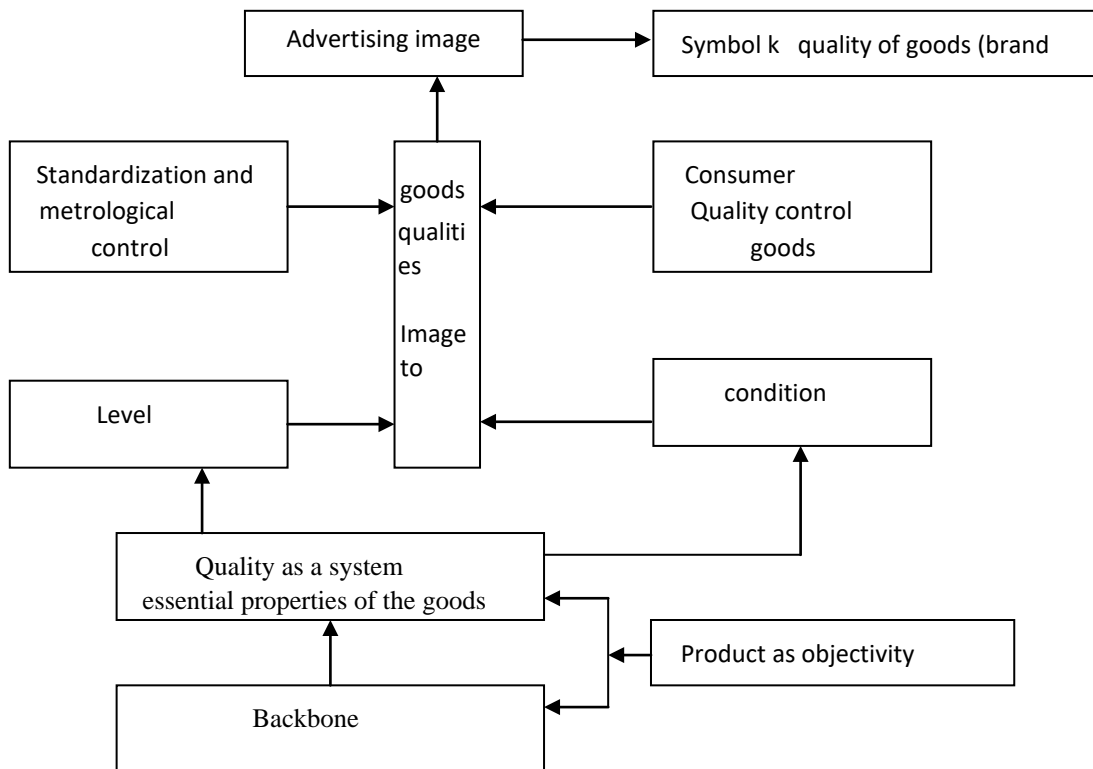 Advertising image
Symbol k quality of goods (brand
Standardization and
metrological
control
goods
qualiti
es
Image
to
Consumer
Quality control
goods
Level
condition
Quality as a system
essential properties of the goods
Product as objectivity
Backbone